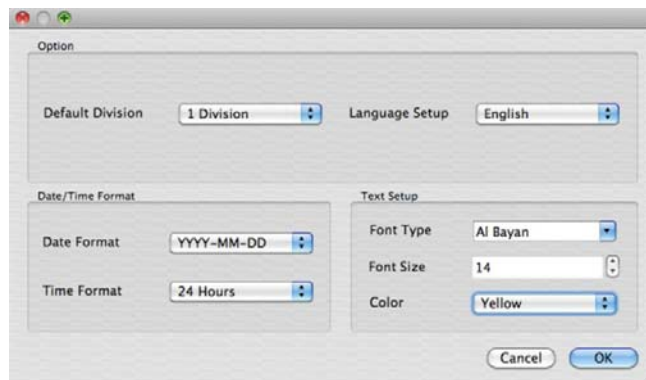 Option
Default Division 1 Division Language Setup English
Date/Time Format
Date Format YYYY-MM-DD
Time Format 24 Hours
Text Setup
Font Type Al Bayan
Font Size 14
Color Yellow
Cancel OK